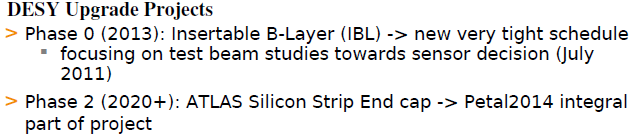 DESY Upgrade Projects
> Phase 0 (2013): Insertable B-Layer (IBL) -> new very tight schedule
▪ focusing on test beam studies towards sensor decision (July
2011)
> Phase 2 (2020+): ATLAS Silicon Strip End cap -> Petal2014 integral
part of project